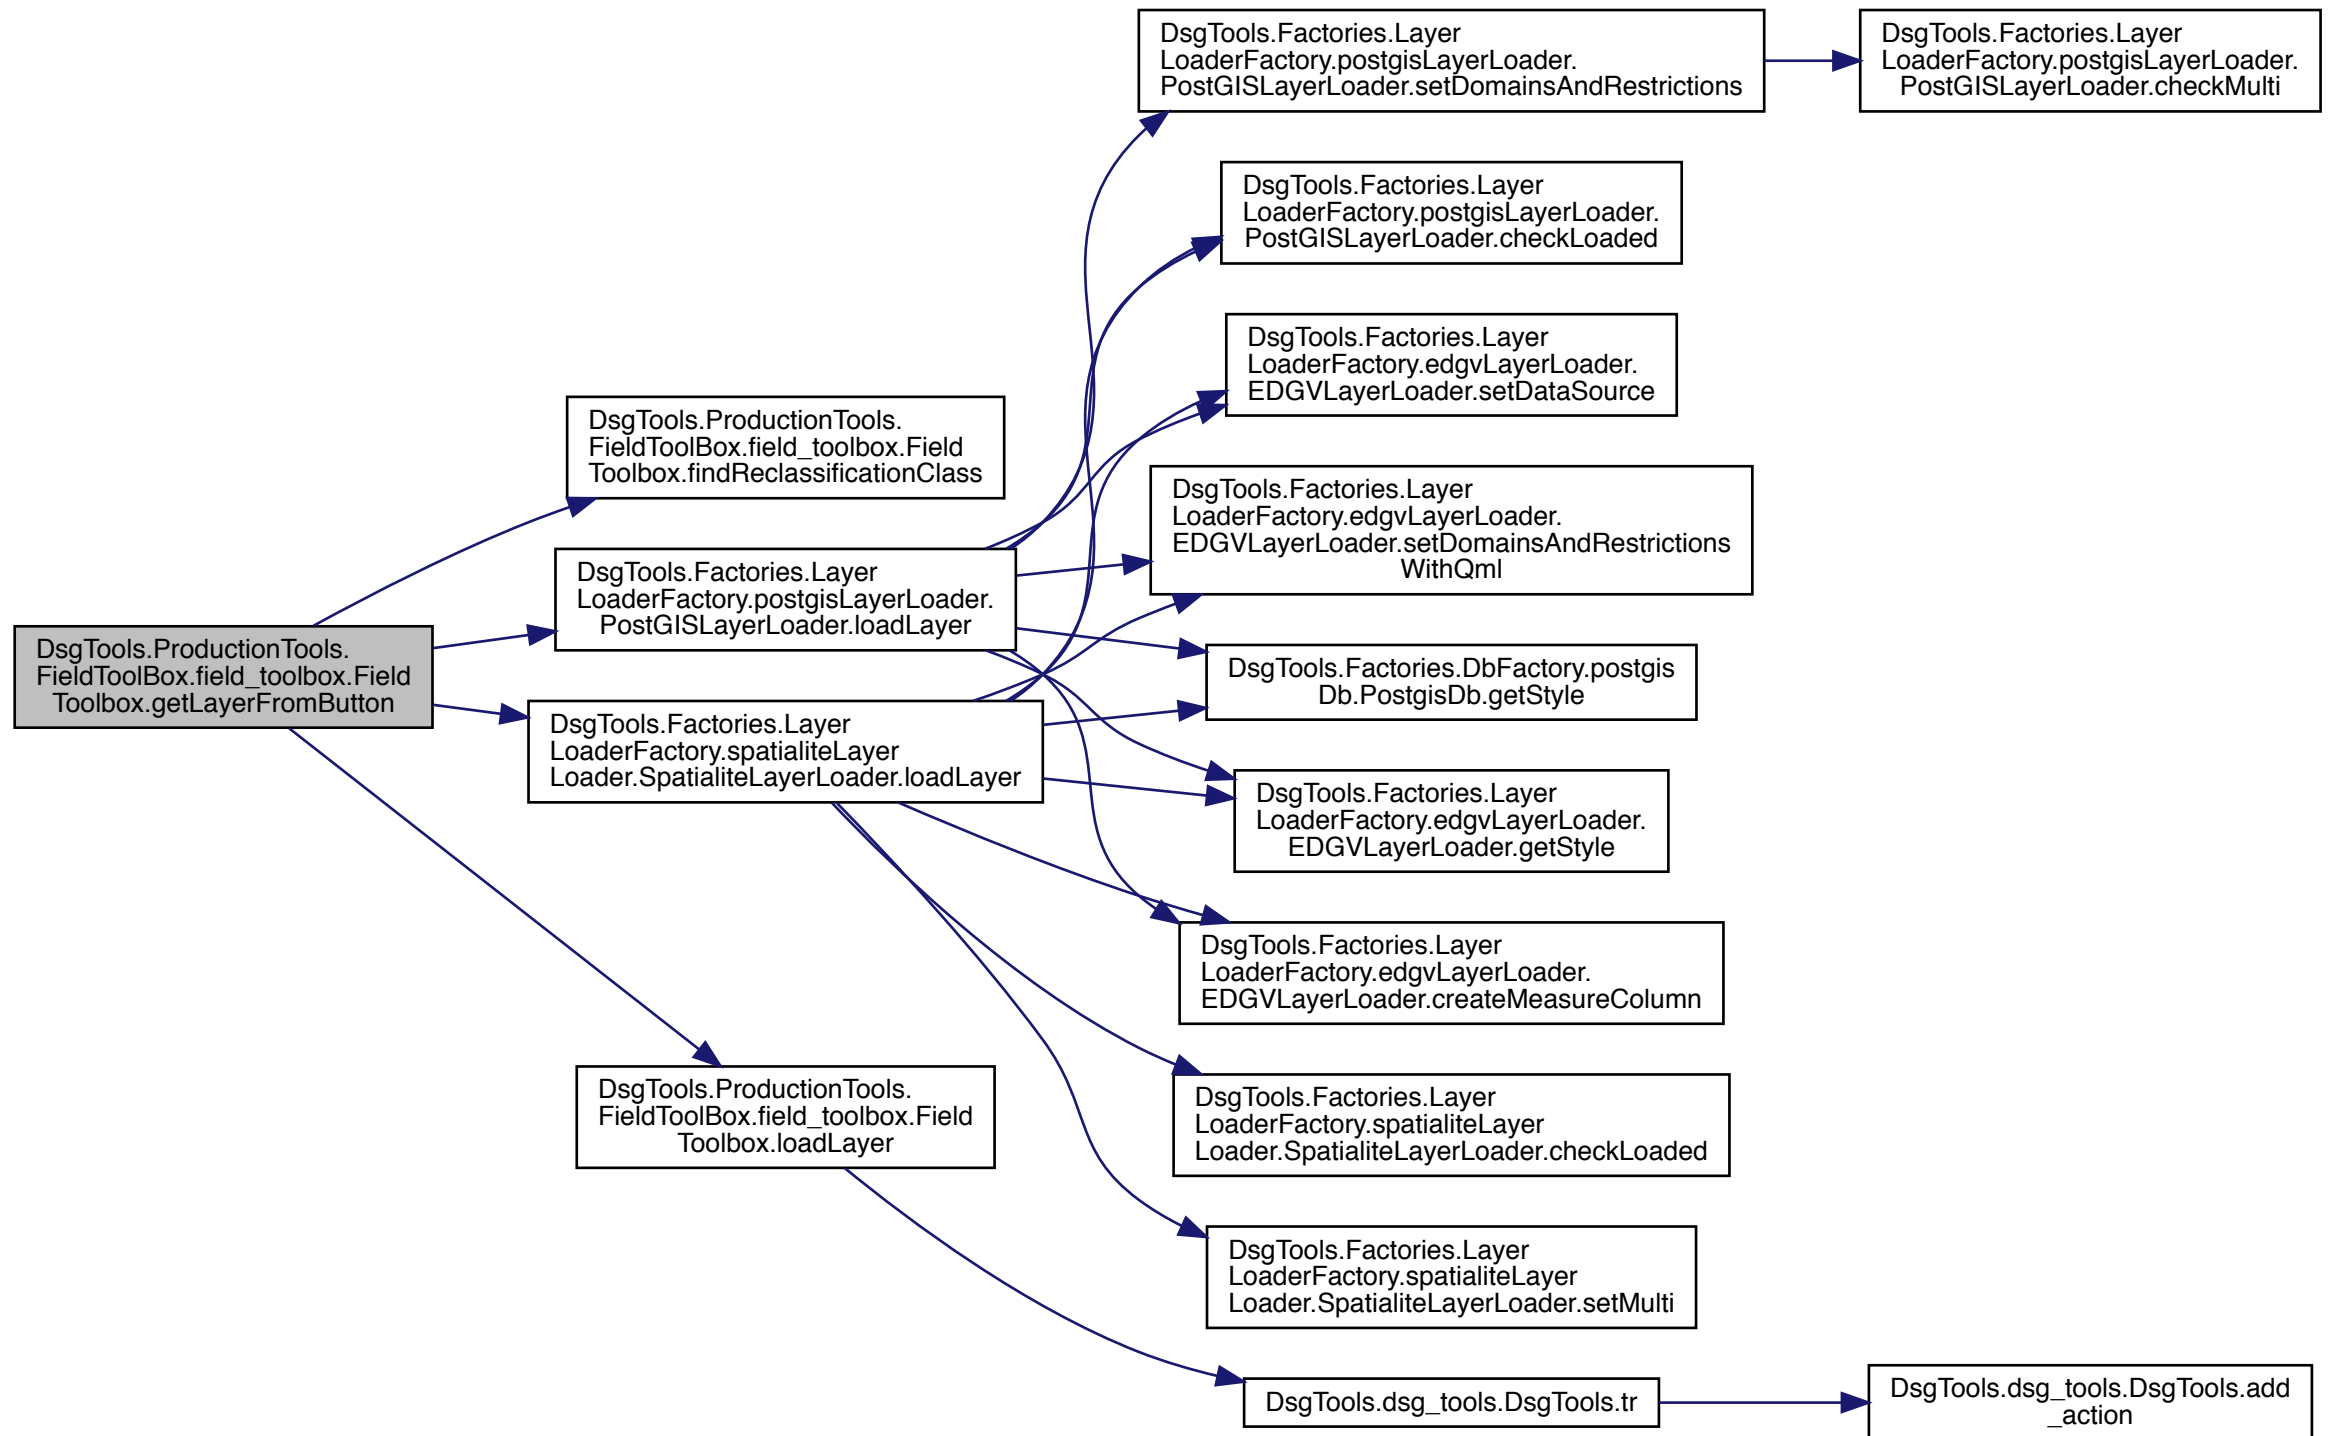 DsgTools.ProductionTools.
FieldToolBox.field_toolbox.Field
Toolbox.getLayerFromButton
DsgTools.ProductionTools.
FieldToolBox.field_toolbox.Field
Toolbox.findReclassificationClass
DsgTools.Factories.Layer
LoaderFactory.postgisLayerLoader.
PostGISLayerLoader.loadLayer
DsgTools.Factories.Layer
LoaderFactory.spatialiteLayer
Loader.SpatialiteLayerLoader.loadLayer
DsgTools.ProductionTools.
FieldToolBox.field_toolbox.Field
Toolbox.loadLayer
DsgTools.Factories.Layer
LoaderFactory.postgisLayerLoader.
PostGISLayerLoader.setDomainsAndRestrictions
DsgTools.Factories.Layer
LoaderFactory.postgisLayerLoader.
PostGISLayerLoader.checkLoaded
DsgTools.Factories.Layer
LoaderFactory.edgvLayerLoader.
EDGVLayerLoader.setDataSource
DsgTools.Factories.Layer
LoaderFactory.edgvLayerLoader.
EDGVLayerLoader.setDomainsAndRestrictions
WithQml
DsgTools.Factories.DbFactory.postgis
Db.PostgisDb.getStyle
DsgTools.Factories.Layer
LoaderFactory.edgvLayerLoader.
EDGVLayerLoader.getStyle
DsgTools.Factories.Layer
LoaderFactory.edgvLayerLoader.
EDGVLayerLoader.createMeasureColumn
DsgTools.Factories.Layer
LoaderFactory.spatialiteLayer
Loader.SpatialiteLayerLoader.checkLoaded
DsgTools.Factories.Layer
LoaderFactory.spatialiteLayer
Loader.SpatialiteLayerLoader.setMulti
DsgTools.dsg_tools.DsgTools.tr
DsgTools.Factories.Layer
LoaderFactory.postgisLayerLoader.
PostGISLayerLoader.checkMulti
DsgTools.dsg_tools.DsgTools.add
_action